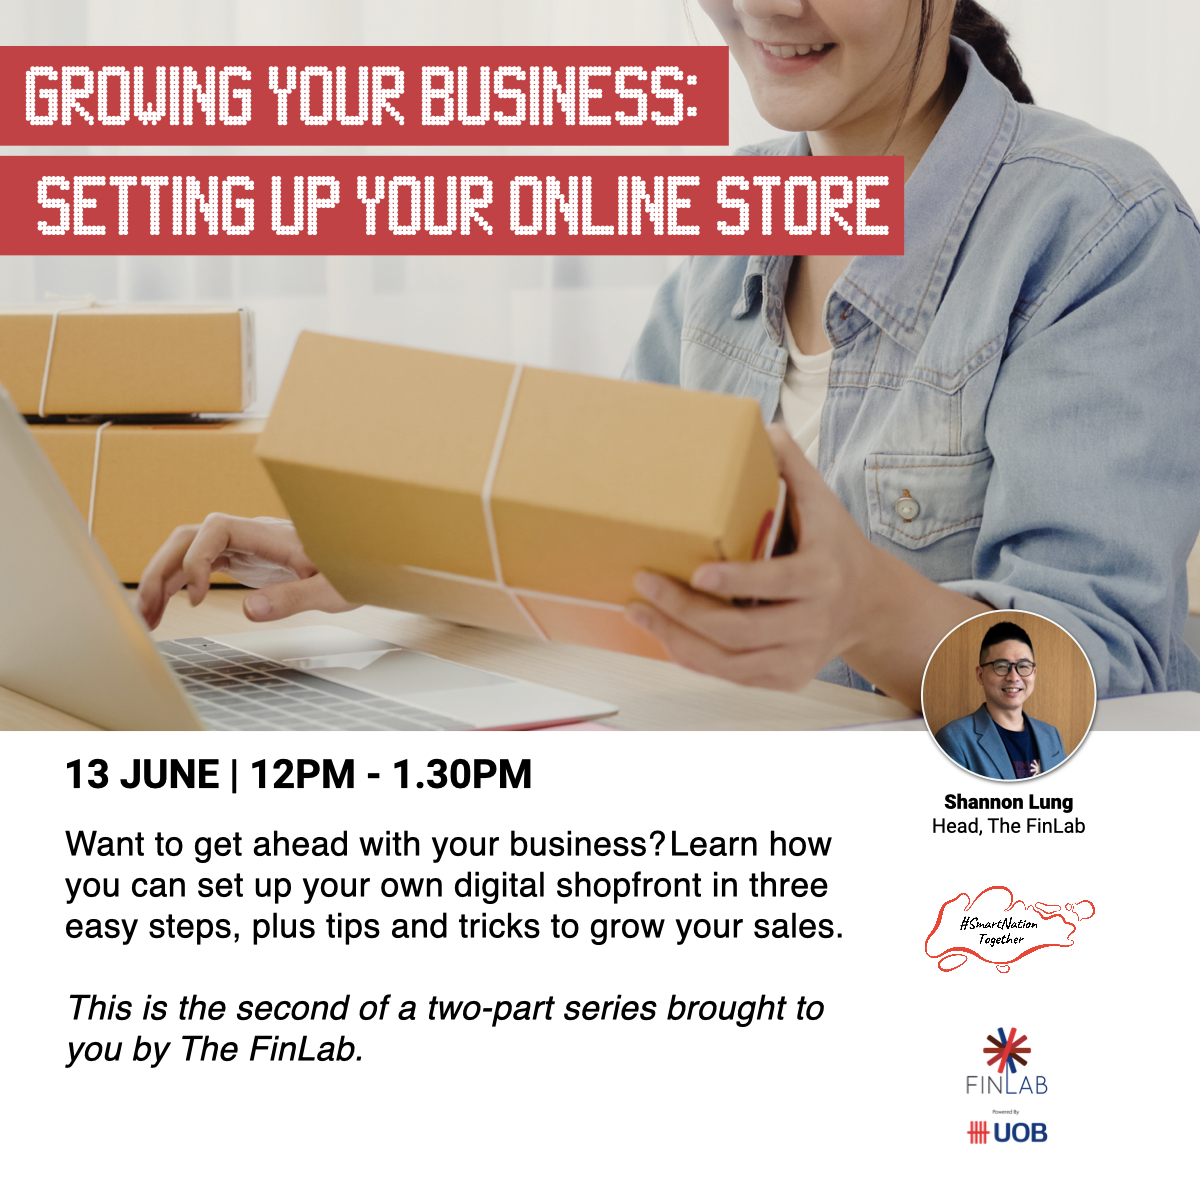 GROWING YOUR BUSINESS:
SETTING UP YOUR ONLINE STORE
13 JUNE | 12PM - 1.30PM
Want to get ahead with your business? Learn how
you can set up your own digital shopfront in three
easy steps, plus tips and tricks to grow your sales.
This is the second of a two-part series brought to
you by The FinLab.
Shannon Lung
Head, The FinLab
#SmartNation
Together
FINLAB
Powered By
UOB